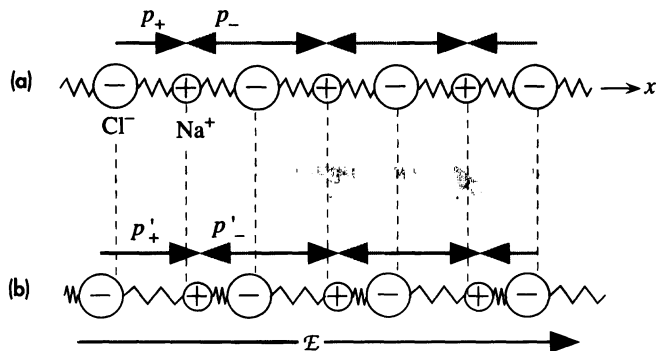 p₊ p₋
(a) − + − + − + − x
Cl⁻ Na⁺
p'₊ p'₋
(b) − + − + − + −
ℰ